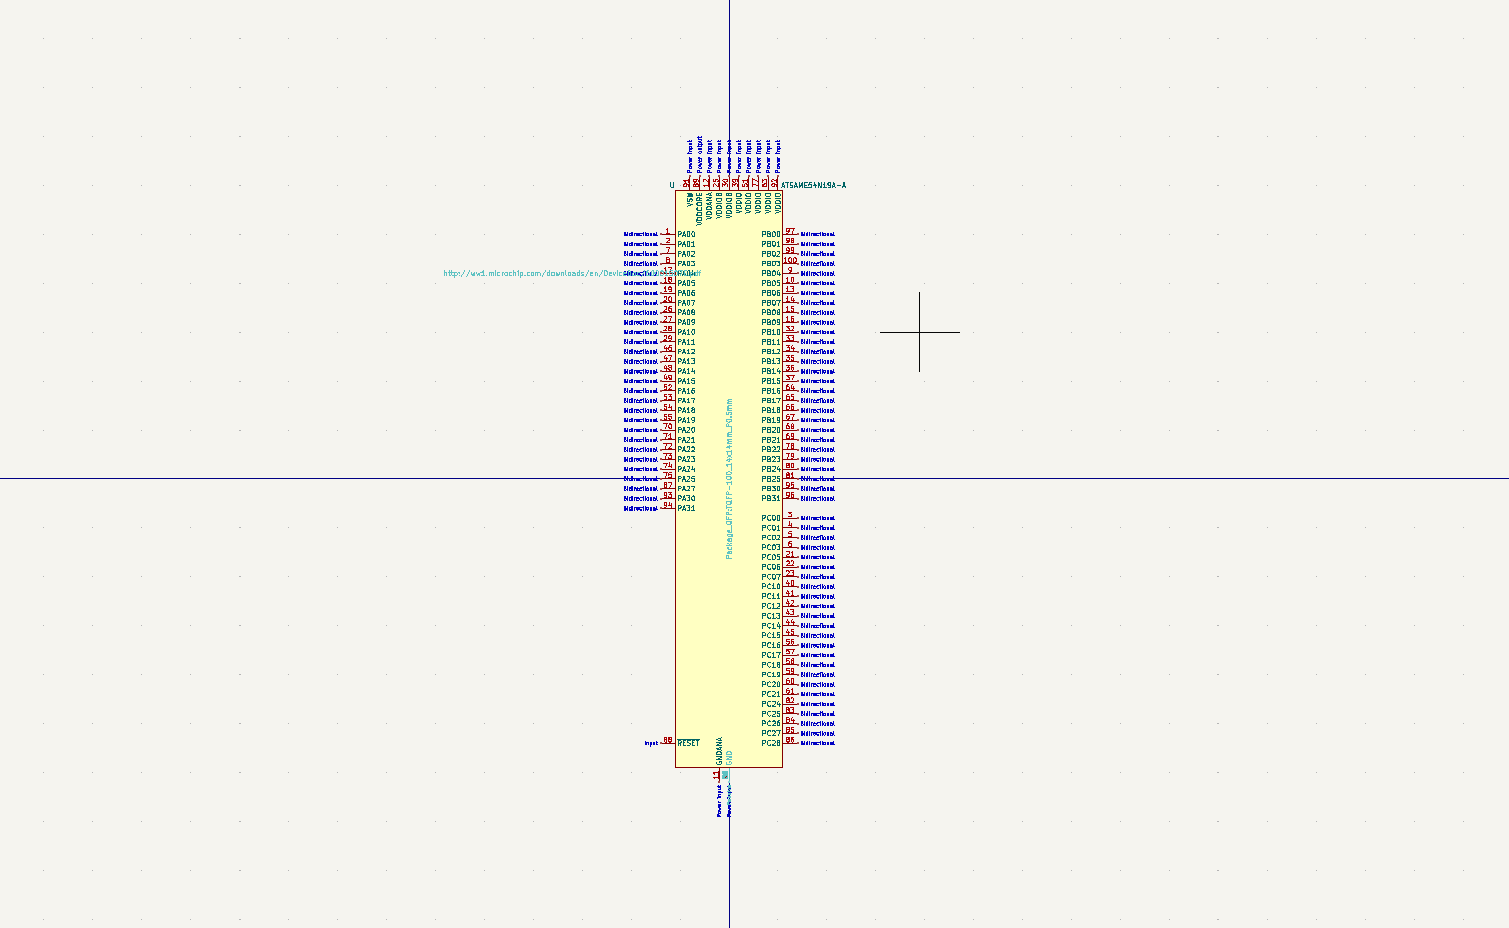 Power Input Power output Power Input Power Input Power Input Power Input Power Input Power Input Power Input Power Input
U 91 89 12 25 30 39 51 77 63 92 ATSAME54N19A-A
VSW VDDCORE VDDANA VDDIOB VDDIOB VDDIO VDDIO VDDIO VDDIO VDDIO
Bidirectional 1 PA00 PB00 97 Bidirectional
Bidirectional 2 PA01 PB01 98 Bidirectional
Bidirectional 7 PA02 PB02 99 Bidirectional
Bidirectional 8 PA03 PB03 100 Bidirectional
http://ww1.microchip.com/downloads/en/Devic
Bidirectional 17 PA04 PB04 9 Bidirectional
Bidirectional 18 PA05 PB05 10 Bidirectional
Bidirectional 19 PA06 PB06 13 Bidirectional
Bidirectional 20 PA07 PB07 14 Bidirectional
Bidirectional 26 PA08 PB08 15 Bidirectional
Bidirectional 27 PA09 PB09 16 Bidirectional
Bidirectional 28 PA10 PB10 32 Bidirectional
Bidirectional 29 PA11 PB11 33 Bidirectional
Bidirectional 46 PA12 PB12 34 Bidirectional
Bidirectional 47 PA13 PB13 35 Bidirectional
Bidirectional 48 PA14 PB14 36 Bidirectional
Bidirectional 49 PA15 PB15 37 Bidirectional
Bidirectional 52 PA16 PB16 64 Bidirectional
Bidirectional 53 PA17 PB17 65 Bidirectional
Bidirectional 54 PA18 PB18 66 Bidirectional
Bidirectional 55 PA19 PB19 67 Bidirectional
Bidirectional 70 PA20 PB20 68 Bidirectional
Bidirectional 71 PA21 PB21 69 Bidirectional
Bidirectional 72 PA22 PB22 78 Bidirectional
Bidirectional 73 PA23 PB23 79 Bidirectional
Bidirectional 74 PA24 PB24 80 Bidirectional
Bidirectional 75 PA25 PB25 81 Bidirectional
Bidirectional 87 PA27 PB30 95 Bidirectional
Bidirectional 93 PA30 PB31 96 Bidirectional
Bidirectional 94 PA31
Package_QFP:TQFP-100_14x14mm_P0.5mm
PC00 3 Bidirectional
PC01 4 Bidirectional
PC02 5 Bidirectional
PC03 6 Bidirectional
PC05 21 Bidirectional
PC06 22 Bidirectional
PC07 23 Bidirectional
PC10 40 Bidirectional
PC11 41 Bidirectional
PC12 42 Bidirectional
PC13 43 Bidirectional
PC14 44 Bidirectional
PC15 45 Bidirectional
PC16 56 Bidirectional
PC17 57 Bidirectional
PC18 58 Bidirectional
PC19 59 Bidirectional
PC20 60 Bidirectional
PC21 61 Bidirectional
PC24 82 Bidirectional
PC25 83 Bidirectional
PC26 84 Bidirectional
PC27 85 Bidirectional
PC28 86 Bidirectional
Input 88 RESET
GNDANA GND
11
Power Input Power Input